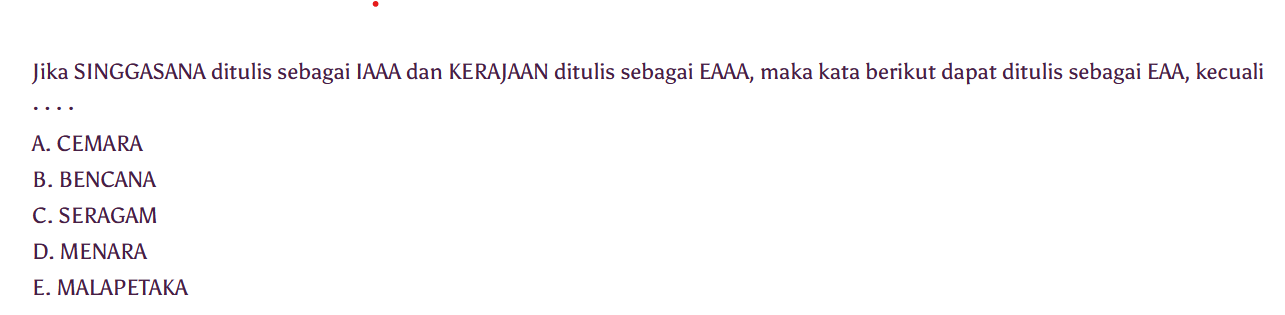 Jika SINGGASANA ditulis sebagai IAAA dan KERAJAAN ditulis sebagai EAAA, maka kata berikut dapat ditulis sebagai EAA, kecuali
. . . .
A. CEMARA
B. BENCANA
C. SERAGAM
D. MENARA
E. MALAPETAKA